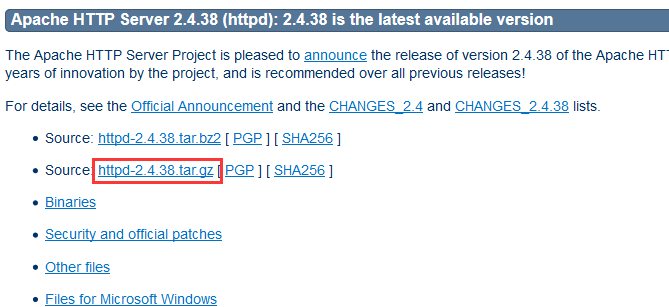 Apache HTTP Server 2.4.38 (httpd): 2.4.38 is the latest available version
The Apache HTTP Server Project is pleased to announce the release of version 2.4.38 of the Apache HT
years of innovation by the project, and is recommended over all previous releases!
For details, see the Official Announcement and the CHANGES_2.4 and CHANGES_2.4.38 lists.
• Source: httpd-2.4.38.tar.bz2 [ PGP ] [ SHA256 ]
• Source: httpd-2.4.38.tar.gz [ PGP ] [ SHA256 ]
• Binaries
• Security and official patches
• Other files
• Files for Microsoft Windows